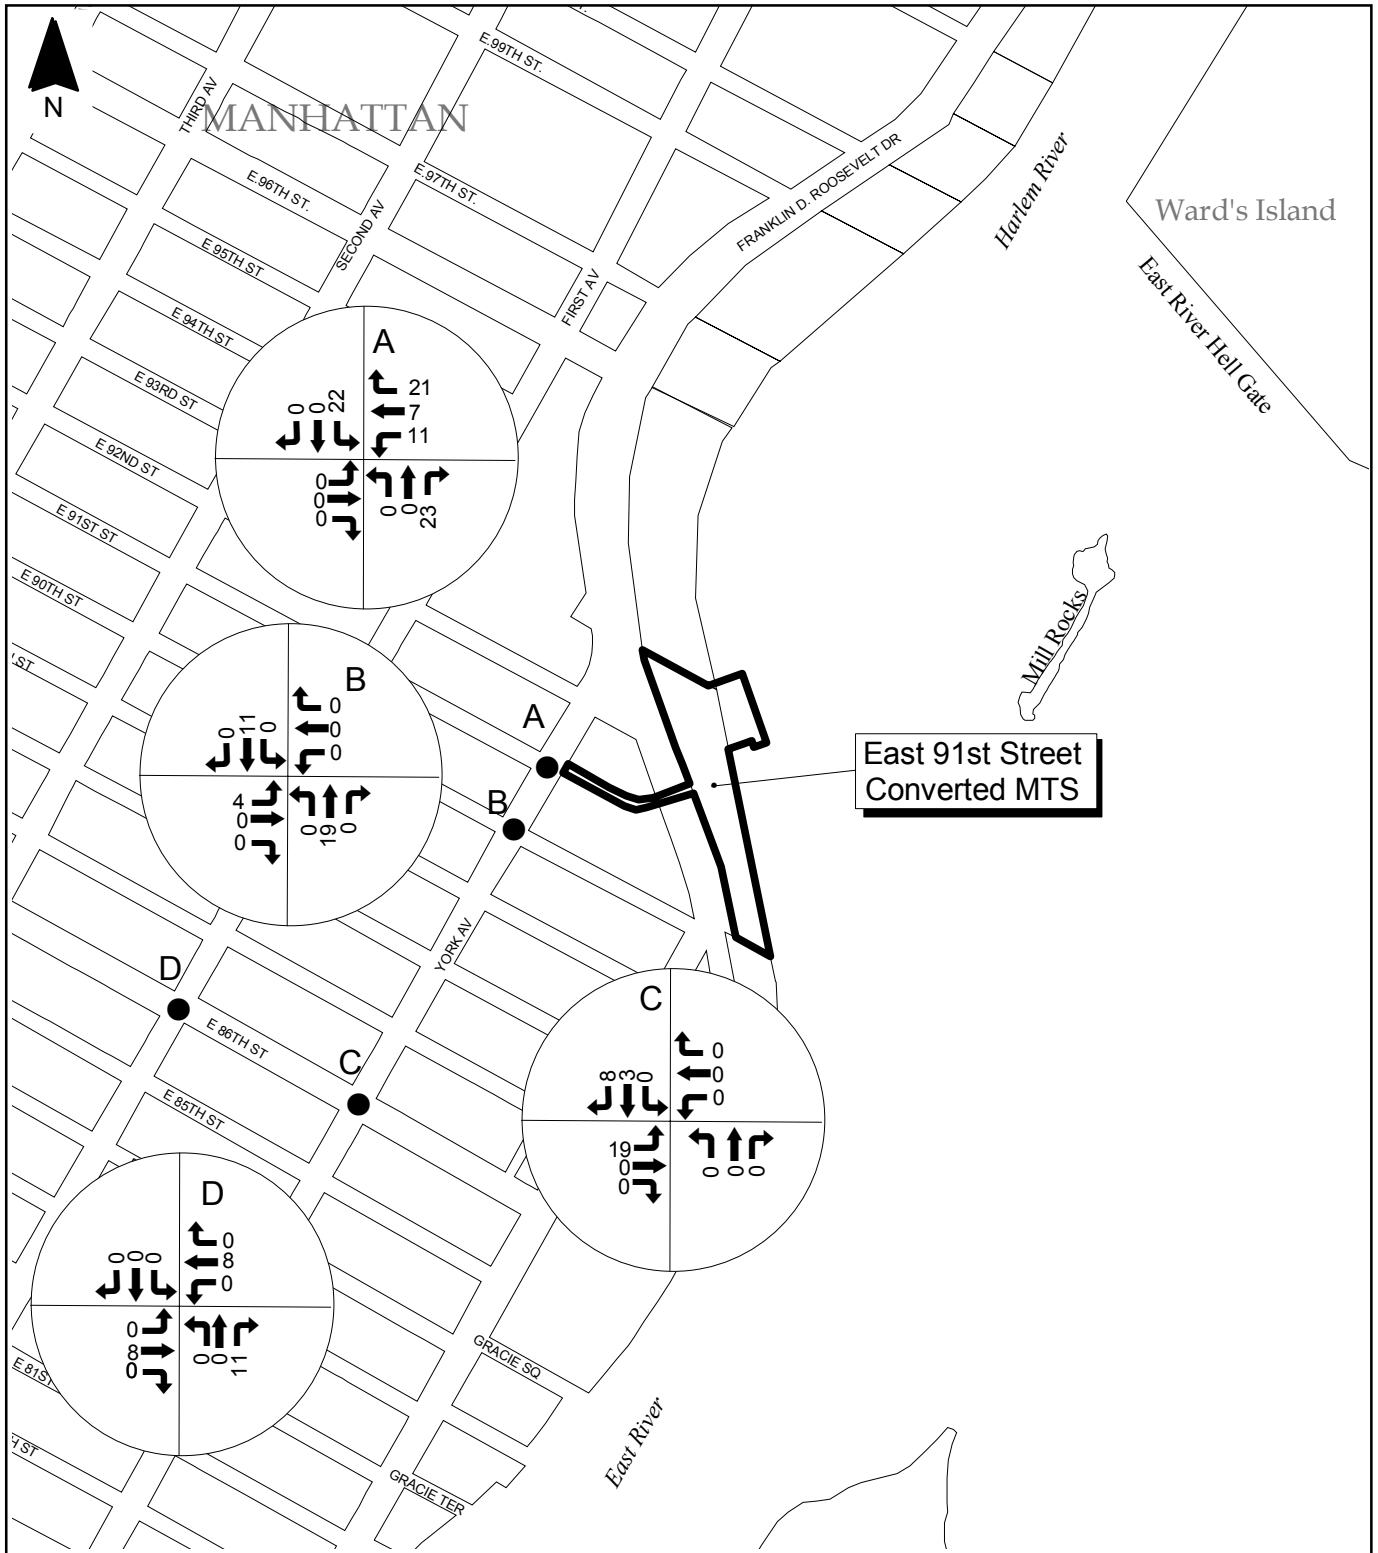 E.99TH ST.
N
THIRD AV
MANHATTAN
FRANKLIN D. ROOSEVELT DR
Harlem River
E.96TH ST.
E.97TH ST.
Ward's Island
SECOND AV
E 95TH ST
East River Hell Gate
FIRST AV
E 94TH ST
A
E 93RD ST
0 0 22
21
7
11
0
0
0
0 0 23
E 92ND ST
E 91ST ST
E 90TH ST
Mill Rocks
ST
B
0 11 0
0
0
0
4
0
0
0 19 0
A
East 91st Street
Converted MTS
B
YORK AV
D
E 86TH ST
C
E 85TH ST
C
8 3 0
0
0
0
19
0
0
0 0 0
D
0 0 0
0
8
0
0
8
0
0 0 11
GRACIE SQ
E 81ST
East River
H ST
GRACIE TER